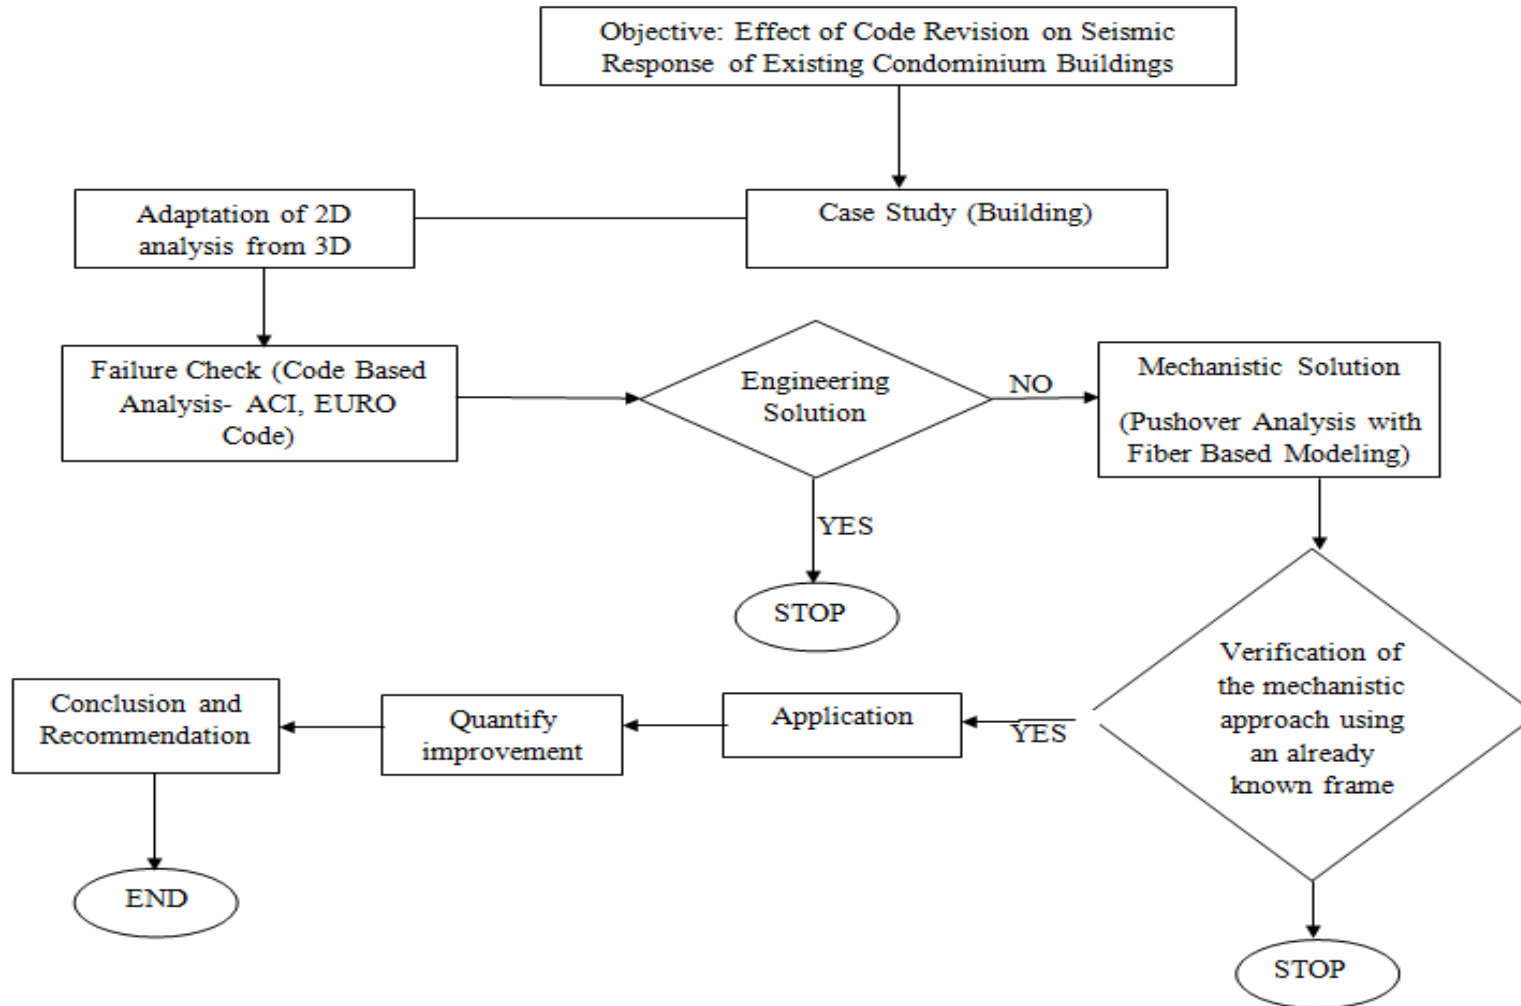 Objective: Effect of Code Revision on Seismic
Response of Existing Condominium Buildings
Adaptation of 2D
analysis from 3D
Case Study (Building)
Failure Check (Code Based
Analysis- ACI, EURO
Code)
Engineering
Solution
NO
Mechanistic Solution
(Pushover Analysis with
Fiber Based Modeling)
YES
STOP
Verification of
the mechanistic
approach using
an already
known frame
YES
Application
Quantify
improvement
Conclusion and
Recommendation
END
STOP